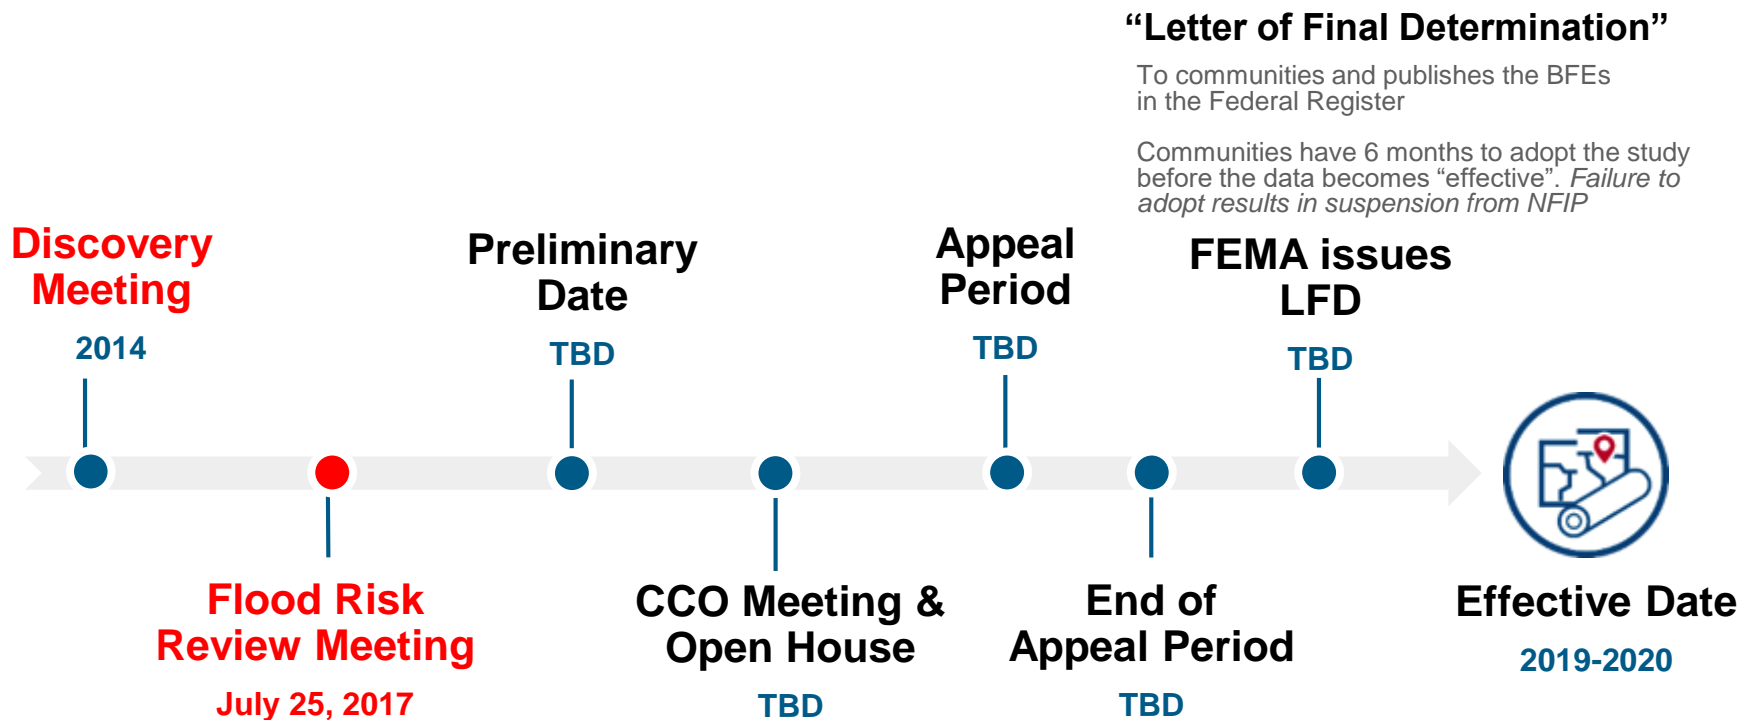 “Letter of Final Determination”
To communities and publishes the BFEs
in the Federal Register
Communities have 6 months to adopt the study
before the data becomes “effective”. Failure to
adopt results in suspension from NFIP
Discovery
Meeting
2014
Preliminary
Date
TBD
Appeal
Period
TBD
FEMA issues
LFD
TBD
Flood Risk
Review Meeting
July 25, 2017
CCO Meeting &
Open House
TBD
End of
Appeal Period
TBD
Effective Date
2019-2020